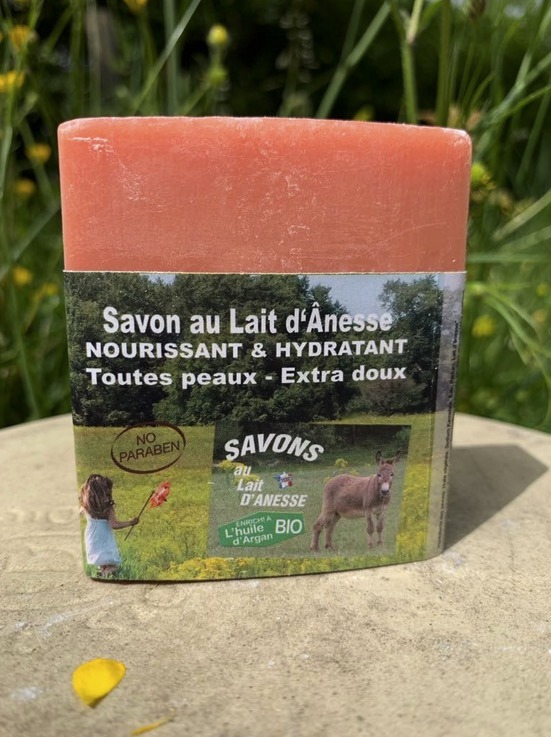 Savon au Lait d'Ânesse
NOURISSANT & HYDRATANT
Toutes peaux - Extra doux
NO
PARABEN
SAVONS
au
Lait
D'ANESSE
ENRICHI À
L'huile
d'Argan
BIO